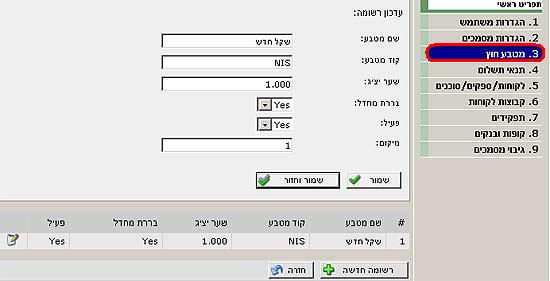 תפריט ראשי
1. הגדרות משתמש
2. הגדרות מסמכים
3. מטבע חוץ
4. תנאי תשלום
5. לקוחות/ספקים/סוכנים
6. קבוצות לקוחות
7. תפקידים
8. קופות ובנקים
9. גיבוי מסמכים
עדכון רשומה:
שם מטבע: שקל חדש
קוד מטבע: NIS
שער יציג: 1.000
בררת מחדל: Yes
פעיל: Yes
מיקום: 1
שמור שמור וחזור
# שם מטבע קוד מטבע שער יציג בררת מחדל פעיל
1 שקל חדש NIS 1.000 Yes Yes
רשומה חדשה חזרה